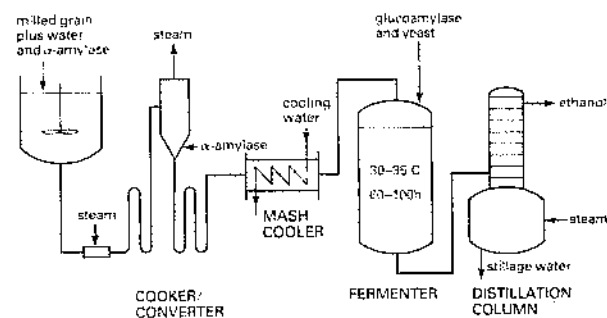 milled grain
plus water
and α-amylase
steam
glucoamylase
and yeast
cooling
water
ethanol
α-amylase
30-35 C
60-100h
steam
MASH
COOLER
steam
stillage water
COOKER/
CONVERTER
FERMENTER
DISTILLATION
COLUMN